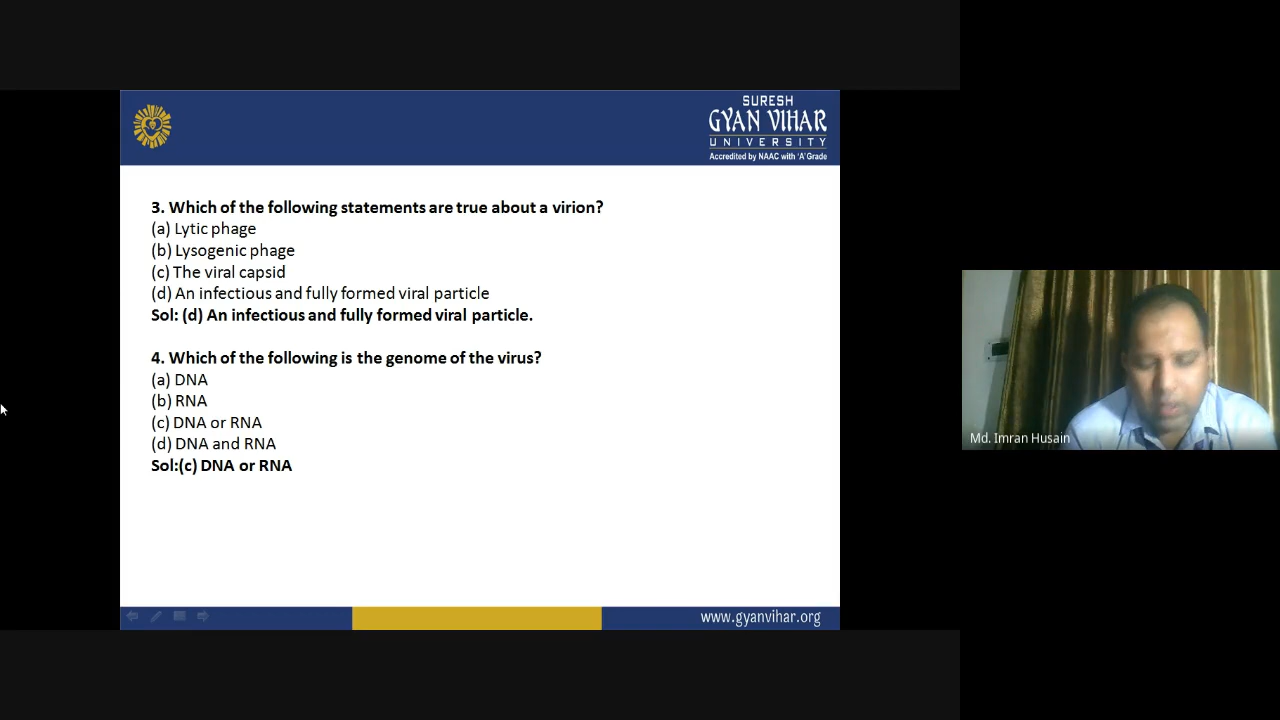 SURESH
GYAN VIHAR
UNIVERSITY
Accredited by NAAC with 'A' Grade
3. Which of the following statements are true about a virion?
(a) Lytic phage
(b) Lysogenic phage
(c) The viral capsid
(d) An infectious and fully formed viral particle
Sol: (d) An infectious and fully formed viral particle.
4. Which of the following is the genome of the virus?
(a) DNA
(b) RNA
(c) DNA or RNA
(d) DNA and RNA
Sol:(c) DNA or RNA
www.gyanvihar.org
Md. Imran Husain